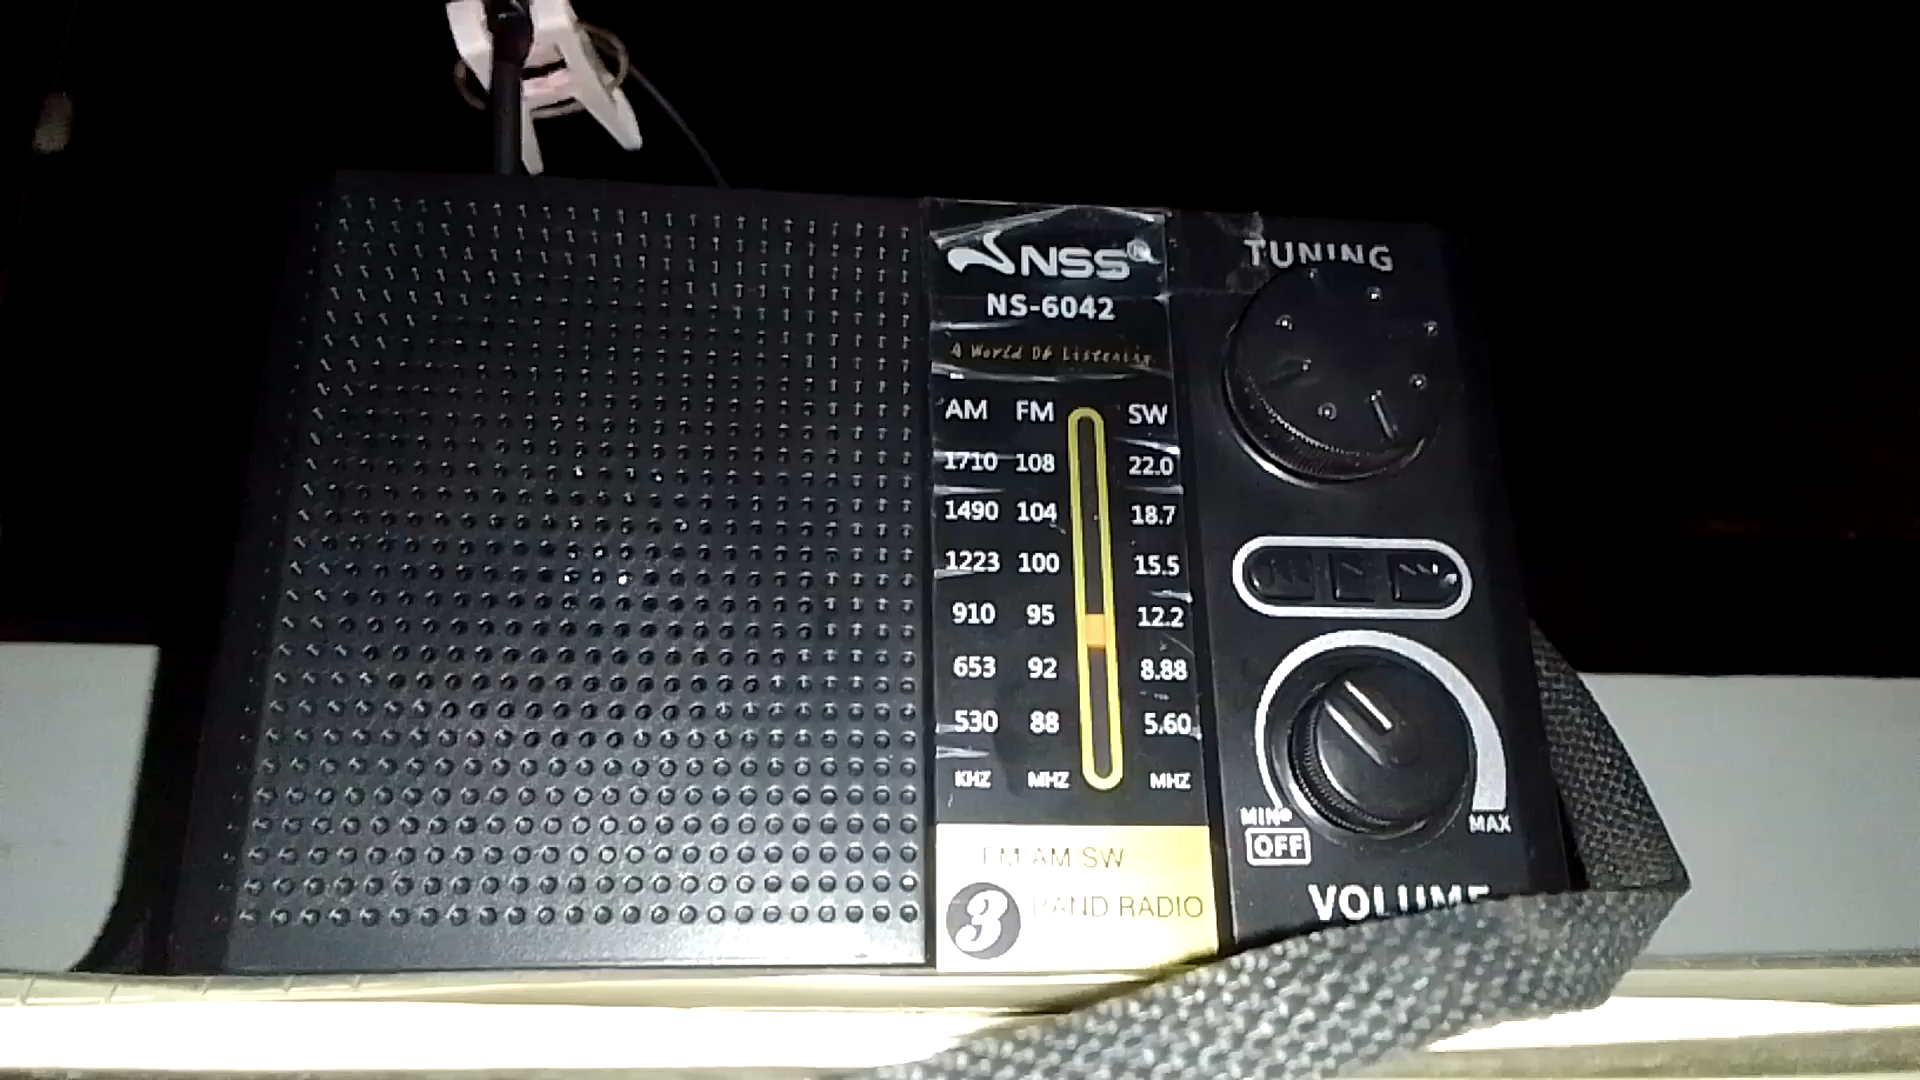 NSS®
NS-6042
A World Of Listening
AM FM SW
1710 108 22.0
1490 104 18.7
1223 100 15.5
910 95 12.2
653 92 8.88
530 88 5.60
KHZ MHZ MHZ
FM AM SW
3 BAND RADIO
TUNING
MIN MAX
OFF
VOLUME